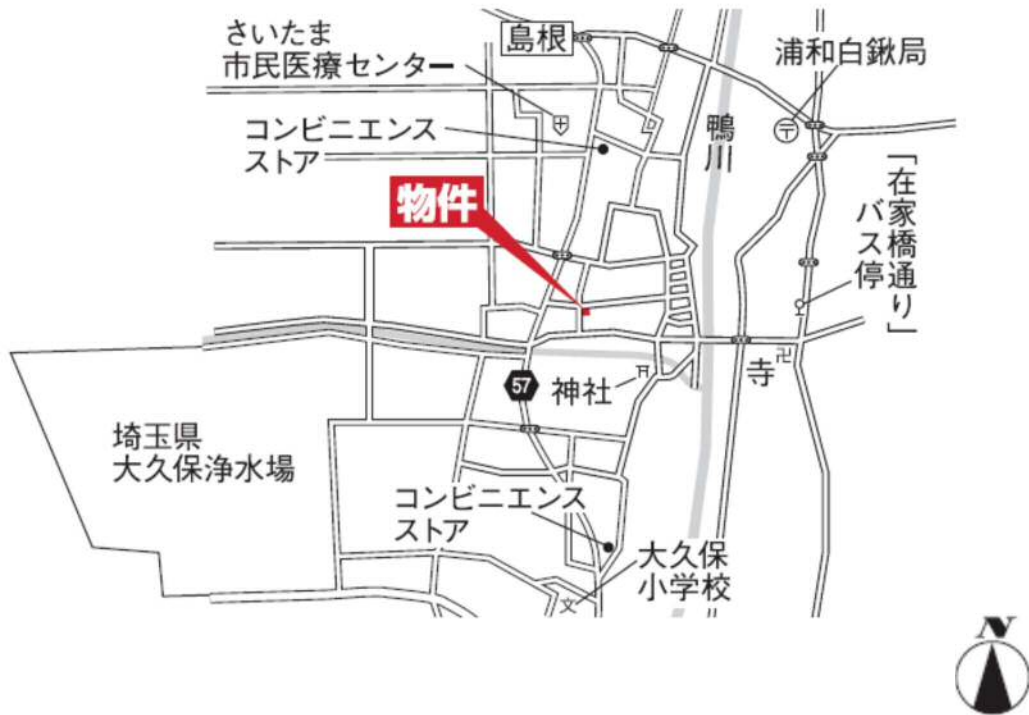 さいたま
市民医療センター
島根
浦和白鍬局
コンビニエンス
ストア
鴨川
物件
「在家橋通り」
バス停
57
神社
寺
埼玉県
大久保浄水場
コンビニエンス
ストア
大久保
小学校
文
N